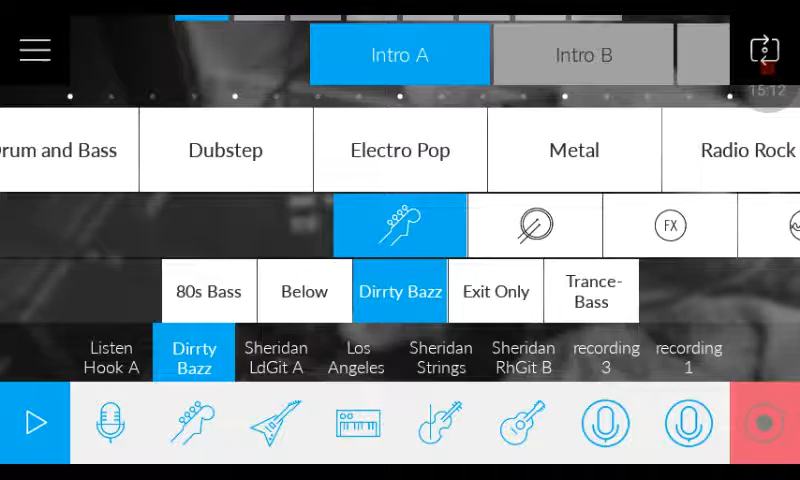 Intro A
Intro B
15:12
rum and Bass
Dubstep
Electro Pop
Metal
Radio Rock
FX
80s Bass
Below
Dirrty Bazz
Exit Only
Trance-
Bass
Listen
Hook A
Dirrty
Bazz
Sheridan
LdGit A
Los
Angeles
Sheridan
Strings
Sheridan
RhGit B
recording
3
recording
1